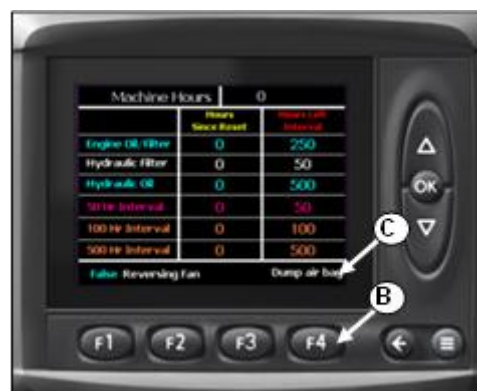 Machine Hours 0
Hours Since Reset Hours Left Interval
Engine Oil/Filter 0 250
Hydraulic Filter 0 50
Hydraulic Oil 0 500
50 Hr Interval 0 50
100 Hr Interval 0 100
500 Hr Interval 0 500
False Reversing Fan Dump air bag
C
B
F1 F2 F3 F4
OK